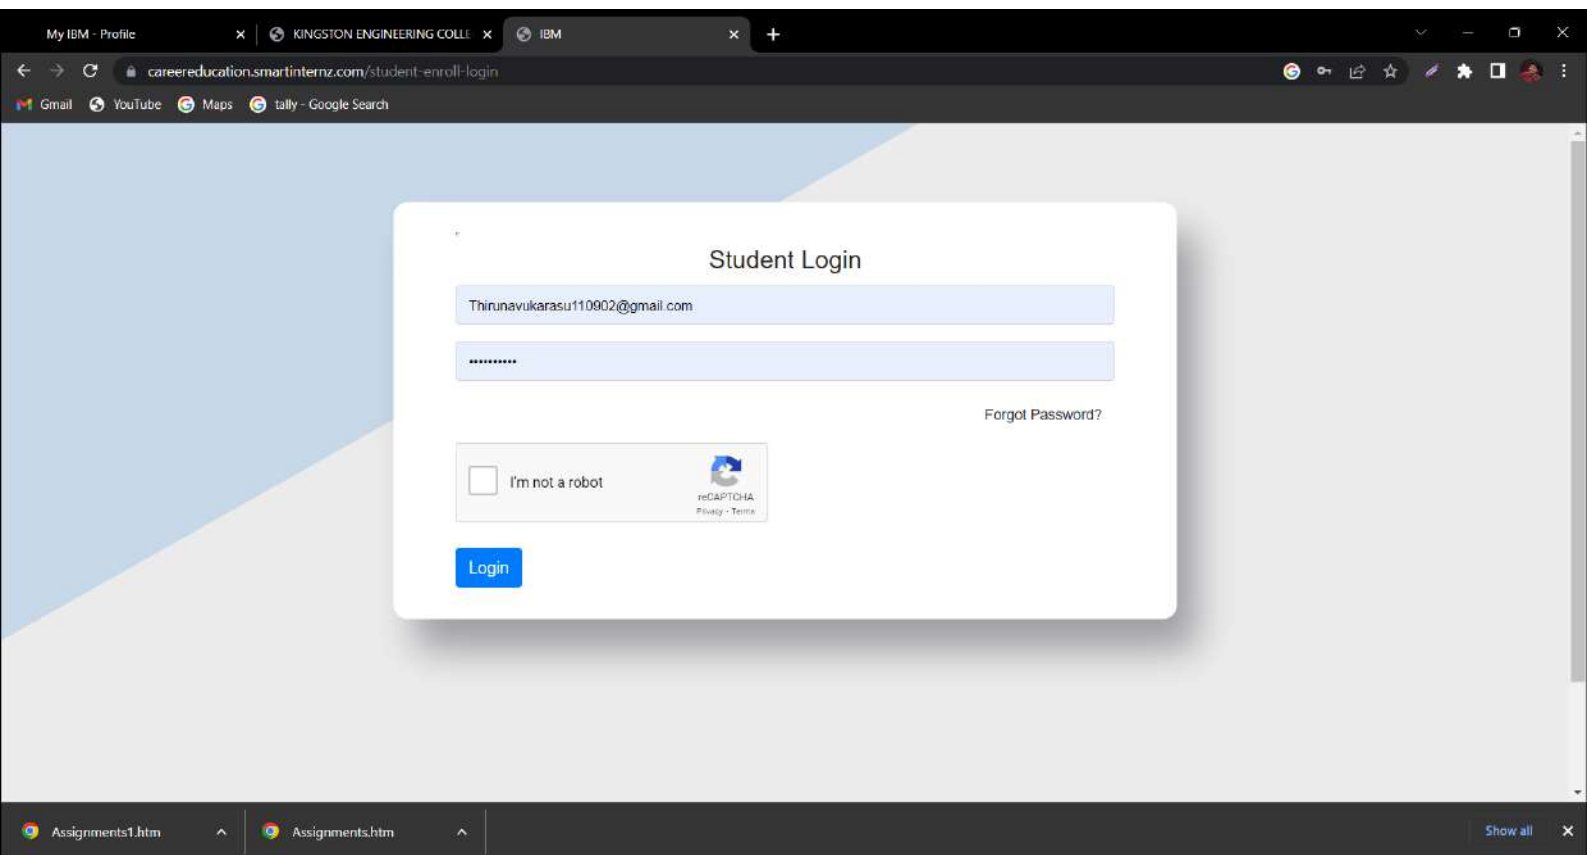 My IBM - Profile
KINGSTON ENGINEERING COLLE
IBM
careereducation.smartinternz.com/student-enroll-login
Gmail
YouTube
Maps
tally - Google Search
Student Login
Thirunavukarasu110902@gmail.com
••••••••••
Forgot Password?
I'm not a robot
reCAPTCHA
Privacy - Terms
Login
Assignments1.htm
Assignments.htm
Show all